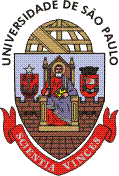 UNIVERSIDADE DE SÃO PAULO
SCIENTIA VINCES